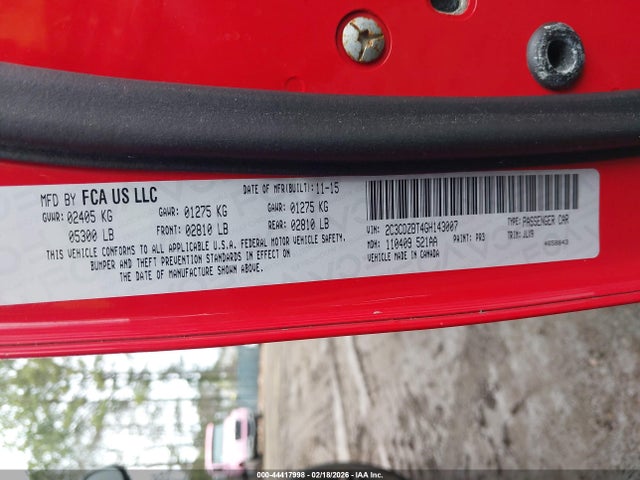 MFD BY FCA US LLC
DATE OF MFR(BUILT): 11-15
GVWR: 02405 KG GAWR: 01275 KG GAWR: 01275 KG
05300 LB FRONT: 02810 LB REAR: 02810 LB
THIS VEHICLE CONFORMS TO ALL APPLICABLE U.S.A. FEDERAL MOTOR VEHICLE SAFETY,
BUMPER AND THEFT PREVENTION STANDARDS IN EFFECT ON
THE DATE OF MANUFACTURE SHOWN ABOVE.
VIN: 2C3CDZBT4GH143007 TYPE: PASSENGER CAR
MDH: 110409 521AA PAINT: PR3 TRIM: JLX9
VEHICLE MADE IN CANADA
000-44417998 - 02/18/2026 - IAA Inc.